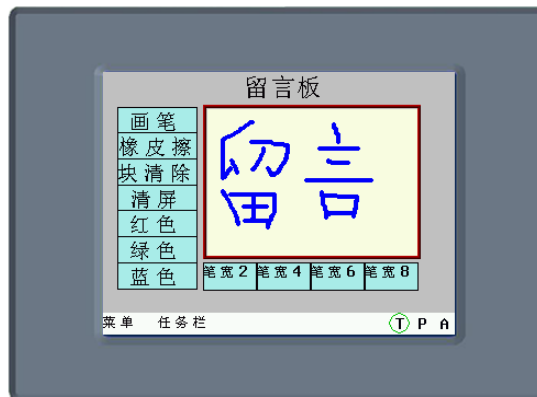 留言板
画笔
橡皮擦
块清除
清屏
红色
绿色
蓝色
留言
笔宽2 笔宽4 笔宽6 笔宽8
菜单 任务栏 T P A